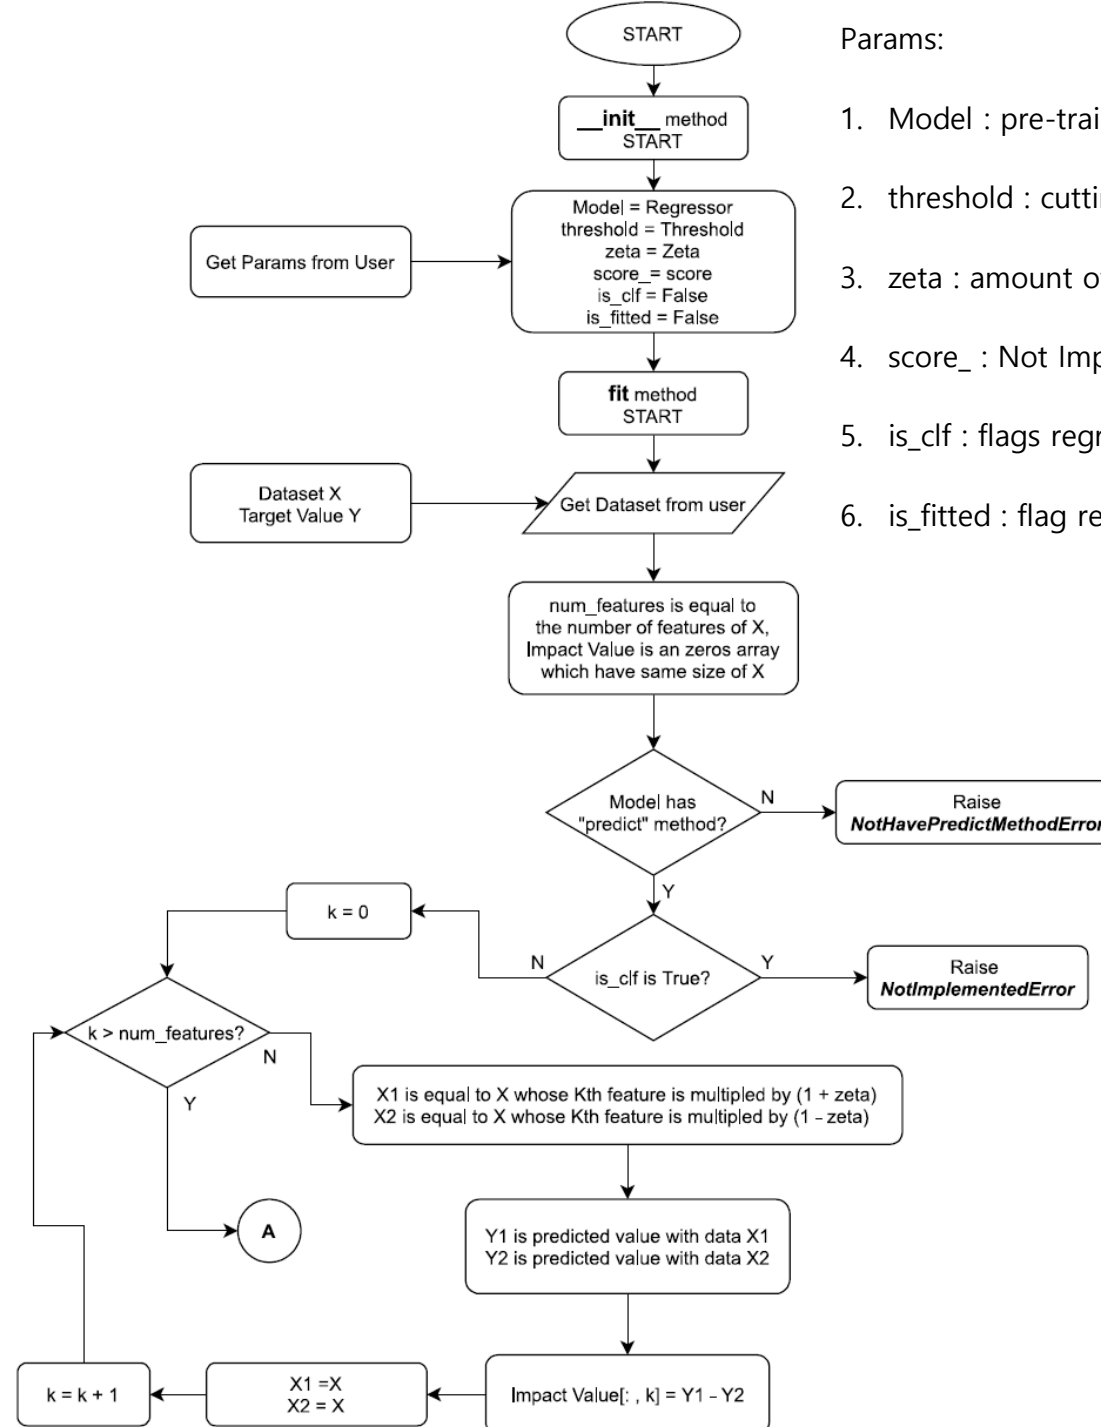 START
Params:
__init__ method
START
1. Model : pre-trai
Model = Regressor
threshold = Threshold
zeta = Zeta
score_= score
is_clf = False
is_fitted = False
2. threshold : cutti
Get Params from User
3. zeta : amount o
4. score_ : Not Imp
fit method
START
5. is_clf : flags regr
Dataset X
Target Value Y
Get Dataset from user
6. is_fitted : flag re
num_features is equal to
the number of features of X,
Impact Value is an zeros array
which have same size of X
Model has
"predict" method?
N
Raise
NotHavePredictMethodError
Y
k = 0
is_clf is True?
N
Y
Raise
NotImplementedError
k > num_features?
N
Y
X1 is equal to X whose Kth feature is multipled by (1 + zeta)
X2 is equal to X whose Kth feature is multipled by (1 – zeta)
A
Y1 is predicted value with data X1
Y2 is predicted value with data X2
k = k + 1
X1 =X
X2 = X
Impact Value[: , k] = Y1 – Y2